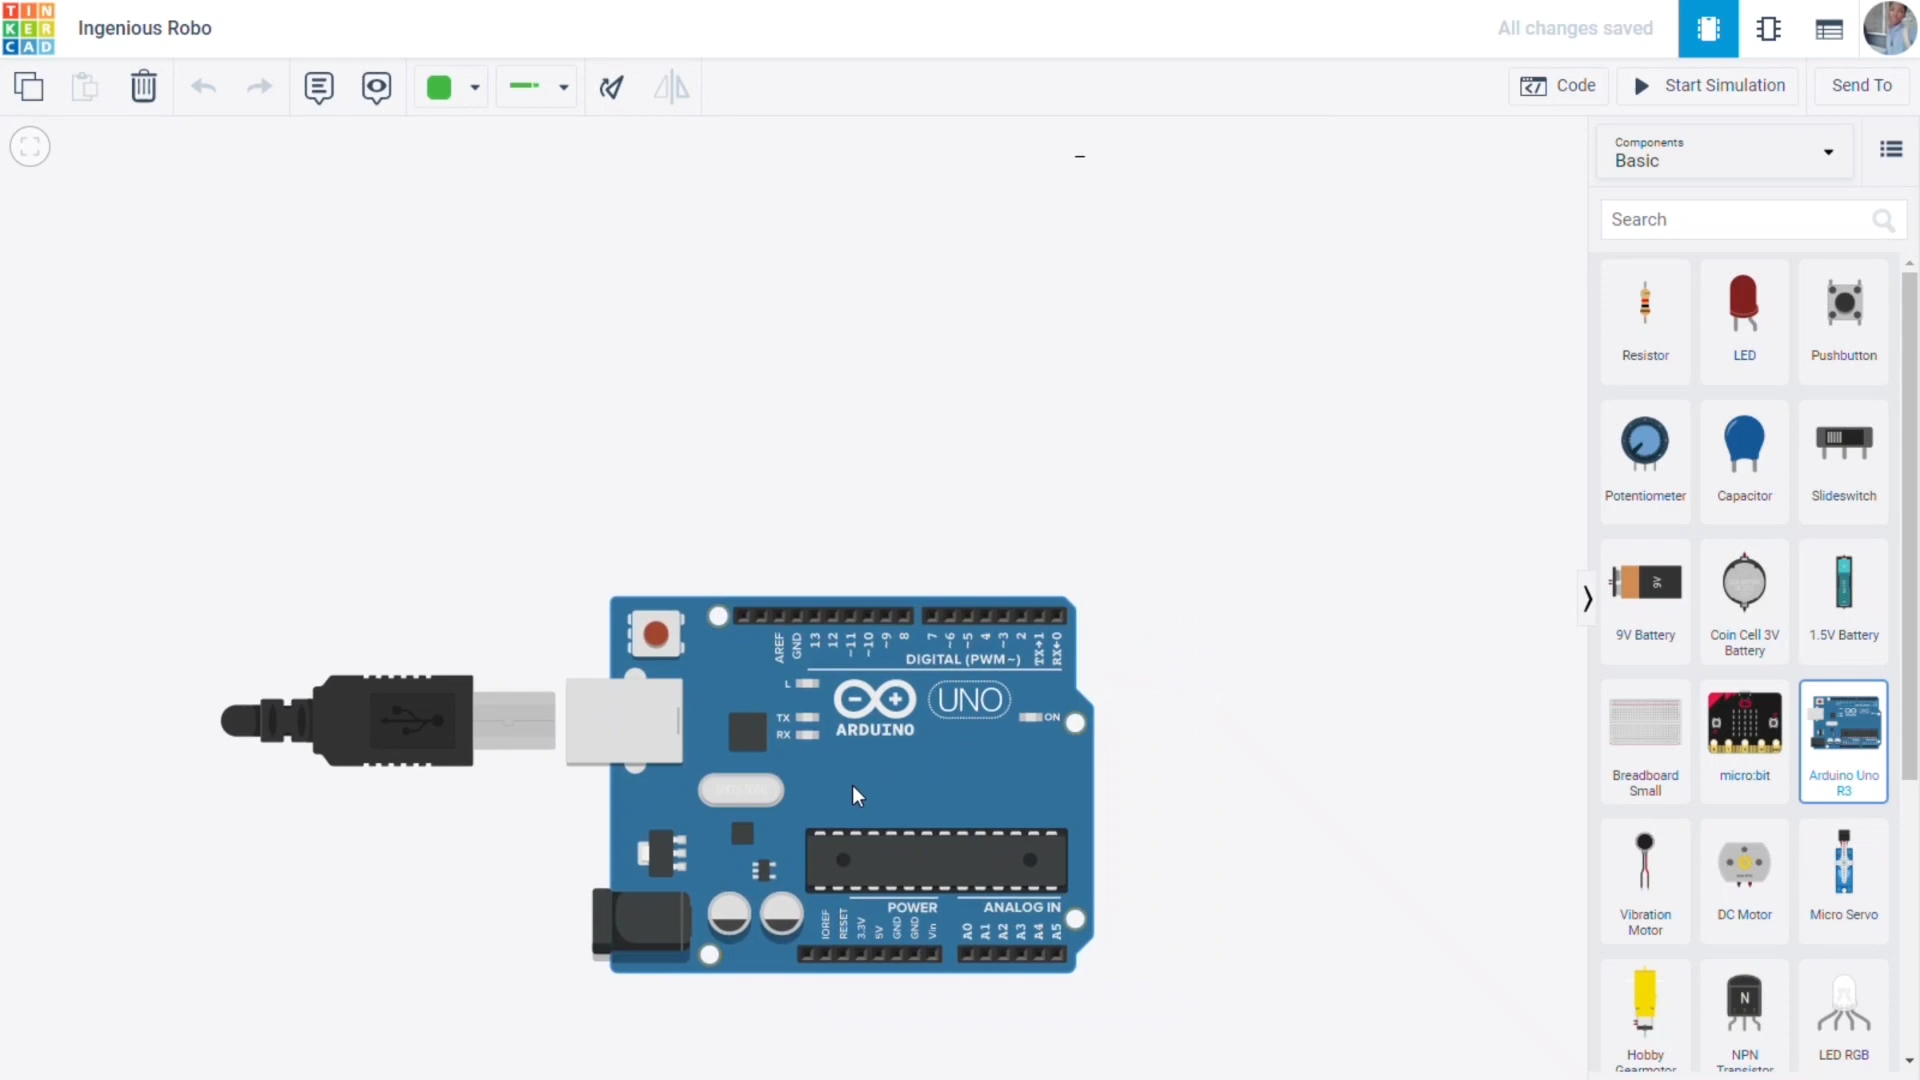 TIN
KER
CAD
Ingenious Robo
All changes saved
Code
Start Simulation
Send To
Components
Basic
Search
Resistor
LED
Pushbutton
Potentiometer
Capacitor
Slideswitch
9V
9V Battery
Coin Cell 3V
Battery
1.5V Battery
Breadboard
Small
micro:bit
Arduino Uno
R3
Vibration
Motor
DC Motor
Micro Servo
N
Hobby
Gearmotor
NPN
Transistor
LED RGB
AREF
GND
13
12
~11
~10
~9
8
7
~6
~5
4
~3
2
TX→1
RX←0
DIGITAL (PWM~)
L
TX
RX
ARDUINO
UNO
ON
POWER
ANALOG IN
IOREF
RESET
3.3V
5V
GND
GND
Vin
A0
A1
A2
A3
A4
A5